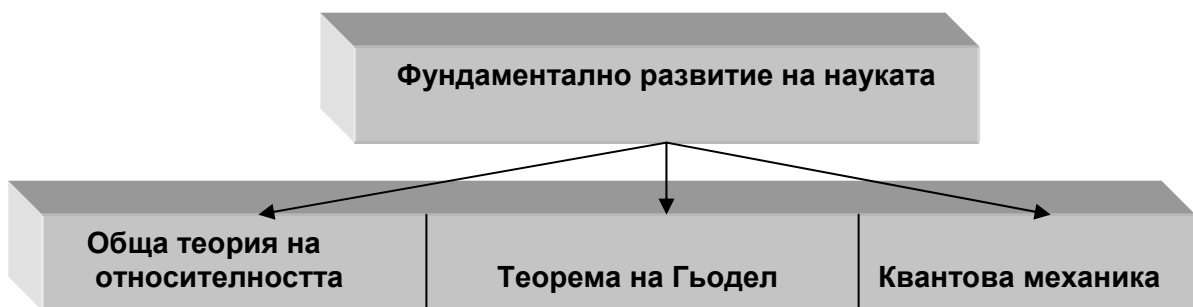 Фундаментално развитие на науката
Обща теория на
относителността
Теорема на Гьодел
Квантова механика